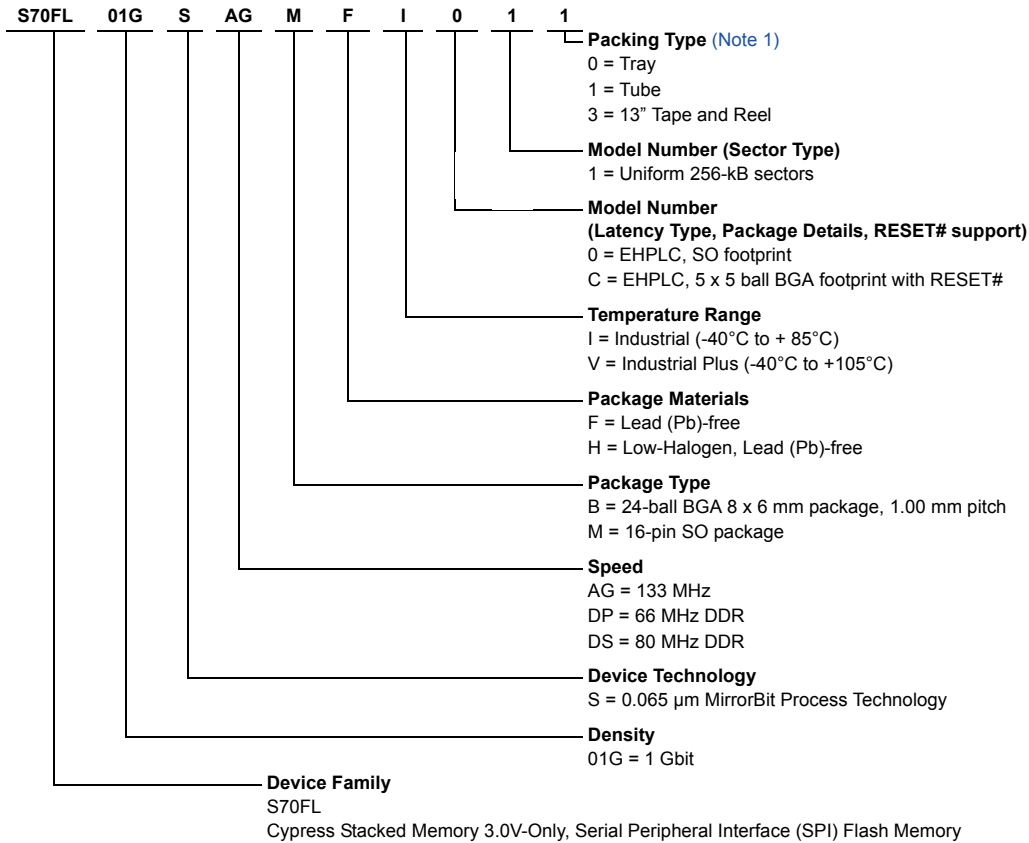 S70FL 01G S AG M F I 0 1 1
Packing Type (Note 1)
0 = Tray
1 = Tube
3 = 13” Tape and Reel
Model Number (Sector Type)
1 = Uniform 256-kB sectors
Model Number
(Latency Type, Package Details, RESET# support)
0 = EHPLC, SO footprint
C = EHPLC, 5 x 5 ball BGA footprint with RESET#
Temperature Range
I = Industrial (-40°C to + 85°C)
V = Industrial Plus (-40°C to +105°C)
Package Materials
F = Lead (Pb)-free
H = Low-Halogen, Lead (Pb)-free
Package Type
B = 24-ball BGA 8 x 6 mm package, 1.00 mm pitch
M = 16-pin SO package
Speed
AG = 133 MHz
DP = 66 MHz DDR
DS = 80 MHz DDR
Device Technology
S = 0.065 µm MirrorBit Process Technology
Density
01G = 1 Gbit
Device Family
S70FL
Cypress Stacked Memory 3.0V-Only, Serial Peripheral Interface (SPI) Flash Memory